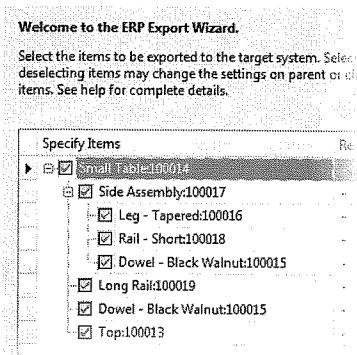 Welcome to the ERP Export Wizard.
Select the items to be exported to the target system. Selec
deselecting items may change the settings on parent or
items. See help for complete details.
Specify Items
Small Table:100014
Side Assembly:100017
Leg - Tapered:100016
Rail - Short:100018
Dowel - Black Walnut:100015
Long Rail:100019
Dowel - Black Walnut:100015
Top:100013